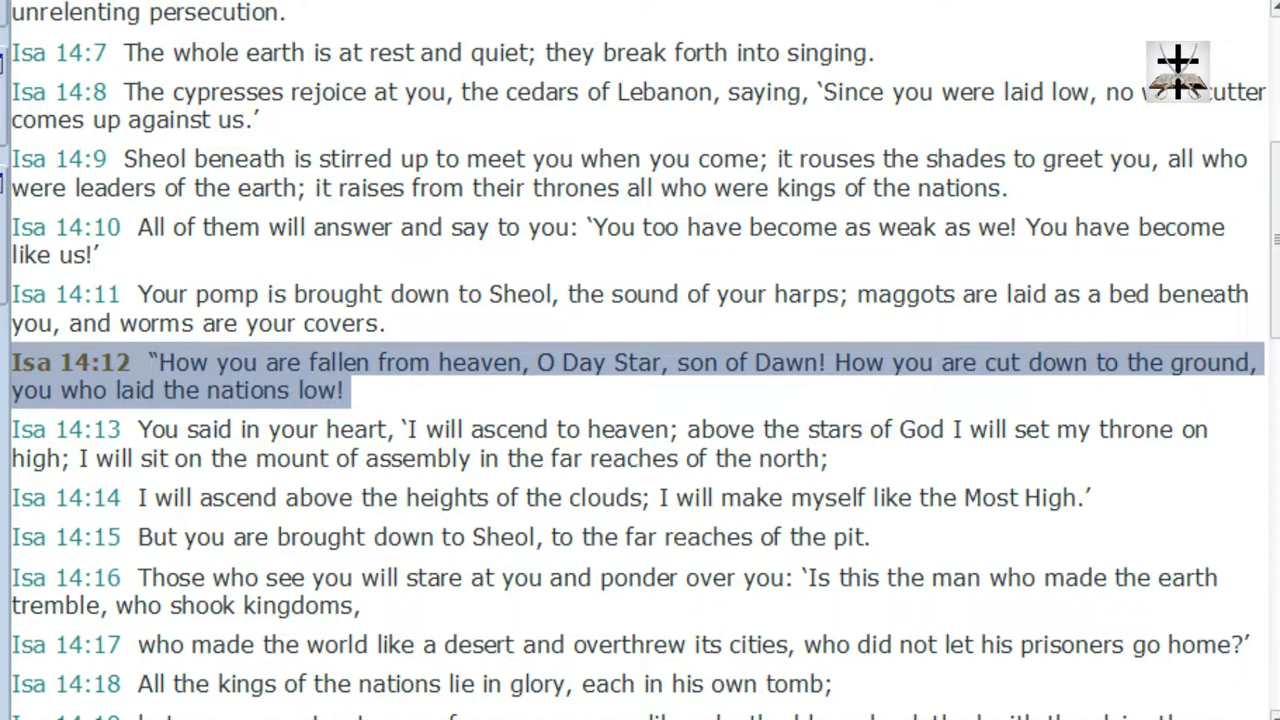 unrelenting persecution.
Isa 14:7 The whole earth is at rest and quiet; they break forth into singing.
Isa 14:8 The cypresses rejoice at you, the cedars of Lebanon, saying, ‘Since you were laid low, no cutter
comes up against us.’
Isa 14:9 Sheol beneath is stirred up to meet you when you come; it rouses the shades to greet you, all who
were leaders of the earth; it raises from their thrones all who were kings of the nations.
Isa 14:10 All of them will answer and say to you: ‘You too have become as weak as we! You have become
like us!’
Isa 14:11 Your pomp is brought down to Sheol, the sound of your harps; maggots are laid as a bed beneath
you, and worms are your covers.
Isa 14:12 “How you are fallen from heaven, O Day Star, son of Dawn! How you are cut down to the ground,
you who laid the nations low!
Isa 14:13 You said in your heart, ‘I will ascend to heaven; above the stars of God I will set my throne on
high; I will sit on the mount of assembly in the far reaches of the north;
Isa 14:14 I will ascend above the heights of the clouds; I will make myself like the Most High.’
Isa 14:15 But you are brought down to Sheol, to the far reaches of the pit.
Isa 14:16 Those who see you will stare at you and ponder over you: ‘Is this the man who made the earth
tremble, who shook kingdoms,
Isa 14:17 who made the world like a desert and overthrew its cities, who did not let his prisoners go home?’
Isa 14:18 All the kings of the nations lie in glory, each in his own tomb;